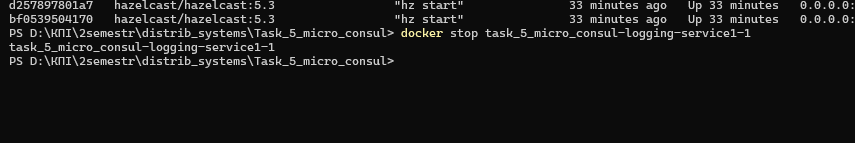 d257897801a7 hazelcast/hazelcast:5.3 "hz start" 33 minutes ago Up 33 minutes 0.0.0.0:
bf0539504170 hazelcast/hazelcast:5.3 "hz start" 33 minutes ago Up 33 minutes 0.0.0.0:
PS D:\КПІ\2semestr\distrib_systems\Task_5_micro_consul> docker stop task_5_micro_consul-logging-service1-1
task_5_micro_consul-logging-service1-1
PS D:\КПІ\2semestr\distrib_systems\Task_5_micro_consul>